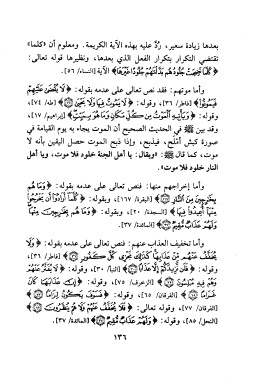 بعدها زيادة سعير، رُدَّ عليه بهذه الآية الكريمة. ومعلوم أن «كلما»
تقتضي التكرار بتكرار الفعل الذي بعدها، ونظيرها قوله تعالى:
﴿كُلَّمَا نَضِجَتْ جُلُودُهُمْ بَدَّلْنَاهُمْ جُلُودًا غَيْرَهَا﴾ الآية [النساء/ ٥٦].
وأما موتهم: فقد نص تعالى على عدمه بقوله: ﴿لَا يُقْضَىٰ عَلَيْهِمْ
فَيَمُوتُوا﴾ [فاطر/ ٣٦]، وقوله: ﴿لَا يَمُوتُ فِيهَا وَلَا يَحْيَىٰ﴾ [طه/ ٧٤]،
وقوله: ﴿وَيَأْتِيهِ الْمَوْتُ مِن كُلِّ مَكَانٍ وَمَا هُوَ بِمَيِّتٍ﴾ [إبراهيم/ ١٧]،
وقد بين ﷺ في الحديث الصحيح أن الموت يجاء به يوم القيامة في
صورة كبش أملح، فيذبح، وإذا ذبح الموت حصل اليقين بأنه لا
موت، كما قال ﷺ: «ويقال: يا أهل الجنة خلود فلا موت، ويا أهل
النار خلود فلا موت».
وأما إخراجهم منها: فنص تعالى على عدمه بقوله: ﴿وَمَا هُم
بِخَارِجِينَ مِنَ النَّارِ﴾ [البقرة/ ١٦٧]، وبقوله: ﴿كُلَّمَا أَرَادُوا أَن يَخْرُجُوا
مِنْهَا أُعِيدُوا فِيهَا﴾ [السجدة/ ٢٠]، وبقوله: ﴿وَمَا هُم بِخَارِجِينَ مِنْهَا
وَلَهُمْ عَذَابٌ مُّقِيمٌ﴾ [المائدة/ ٣٧].
وأما تخفيف العذاب عنهم: فنص تعالى على عدمه بقوله: ﴿وَلَا
يُخَفَّفُ عَنْهُم مِّنْ عَذَابِهَا كَذَٰلِكَ نَجْزِي كُلَّ كَفُورٍ﴾ [فاطر/ ٣٦]،
وقوله: ﴿فَلَن نَّزِيدَكُمْ إِلَّا عَذَابًا﴾ [النبأ/ ٣٠]، وقوله: ﴿لَا يُفَتَّرُ عَنْهُمْ
وَهُمْ فِيهِ مُبْلِسُونَ﴾ [الزخرف/ ٧٥]، وقوله: ﴿إِنَّ عَذَابَهَا كَانَ
غَرَامًا﴾ [الفرقان/ ٦٥]، وقوله: ﴿فَسَوْفَ يَكُونُ لِزَامًا﴾
[الفرقان/ ٧٧]، وقوله تعالى: ﴿فَلَا يُخَفَّفُ عَنْهُمْ وَلَا هُمْ يُنظَرُونَ﴾
[النحل/ ٨٥]، وقوله: ﴿وَلَهُمْ عَذَابٌ مُّقِيمٌ﴾ [المائدة/ ٣٧].
١٣٦